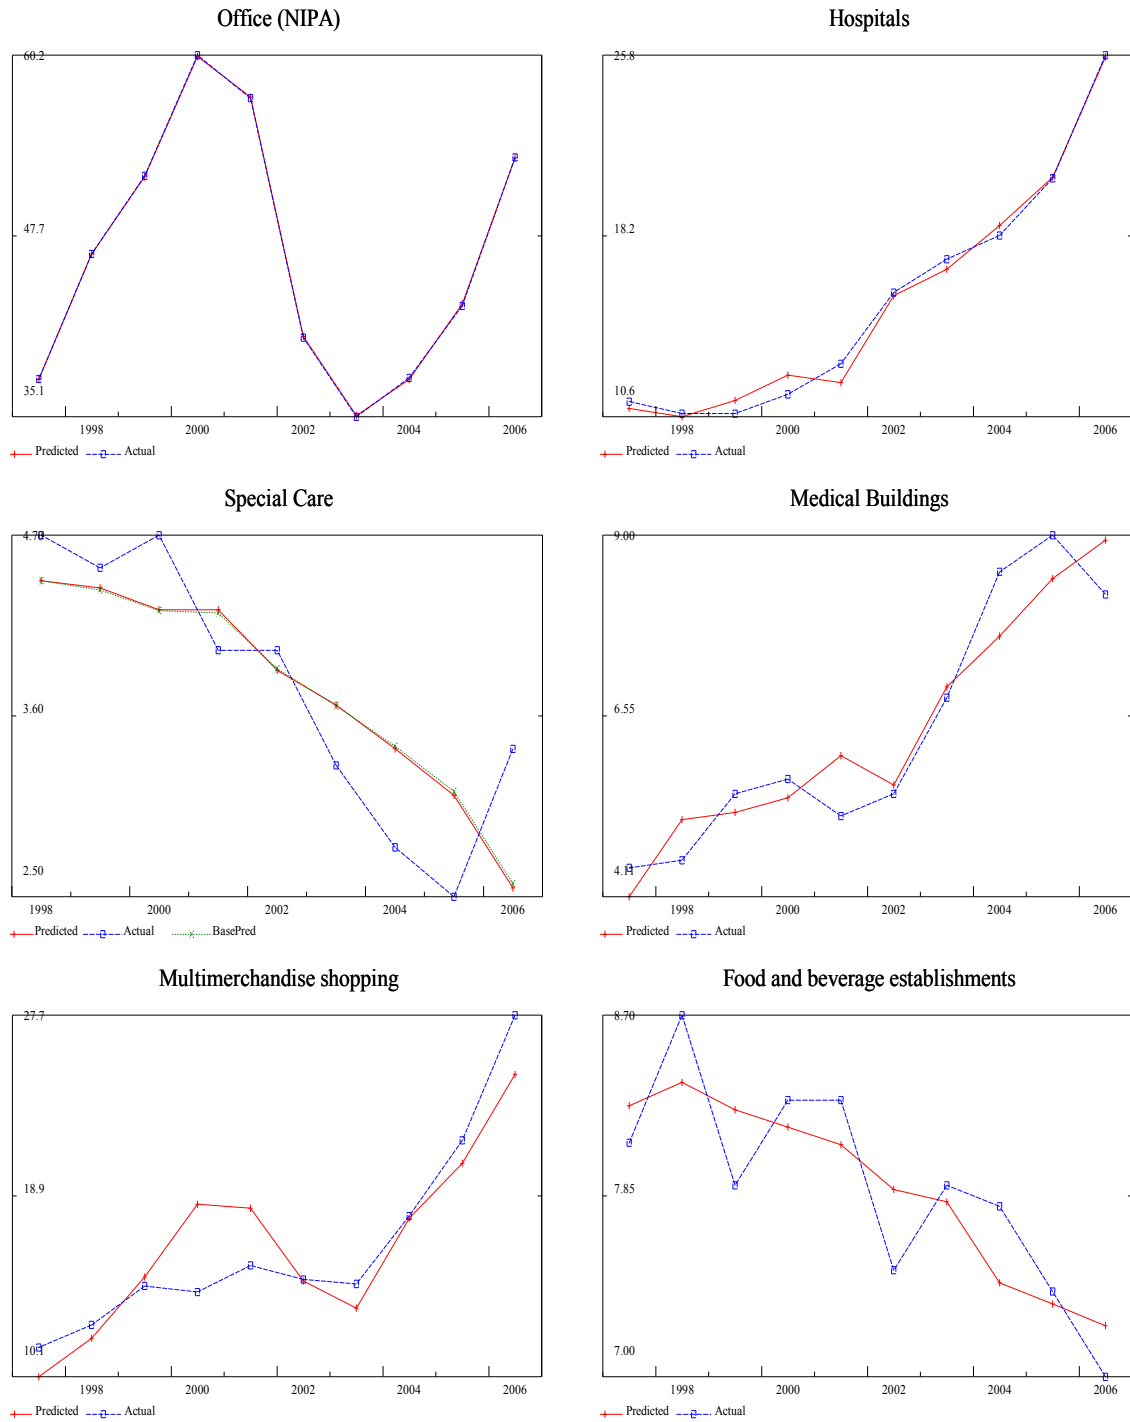 Office (NIPA)
60.2
47.7
35.1
1998 2000 2002 2004 2006
Predicted Actual
Hospitals
25.8
18.2
10.6
1998 2000 2002 2004 2006
Predicted Actual
Special Care
4.70
3.60
2.50
1998 2000 2002 2004 2006
Predicted Actual BasePred
Medical Buildings
9.00
6.55
4.11
1998 2000 2002 2004 2006
Predicted Actual
Multimerchandise shopping
27.7
18.9
10.1
1998 2000 2002 2004 2006
Predicted Actual
Food and beverage establishments
8.70
7.85
7.00
1998 2000 2002 2004 2006
Predicted Actual